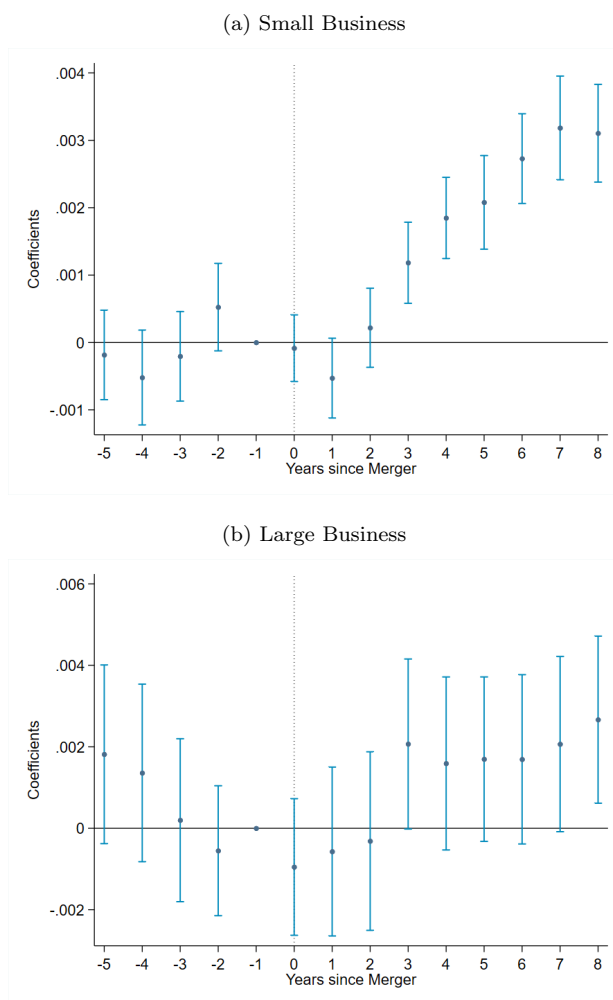 (a) Small Business
.004
.003
.002
.001
0
-.001
Coefficients
-5 -4 -3 -2 -1 0 1 2 3 4 5 6 7 8
Years since Merger
(b) Large Business
.006
.004
.002
0
-.002
Coefficients
-5 -4 -3 -2 -1 0 1 2 3 4 5 6 7 8
Years since Merger